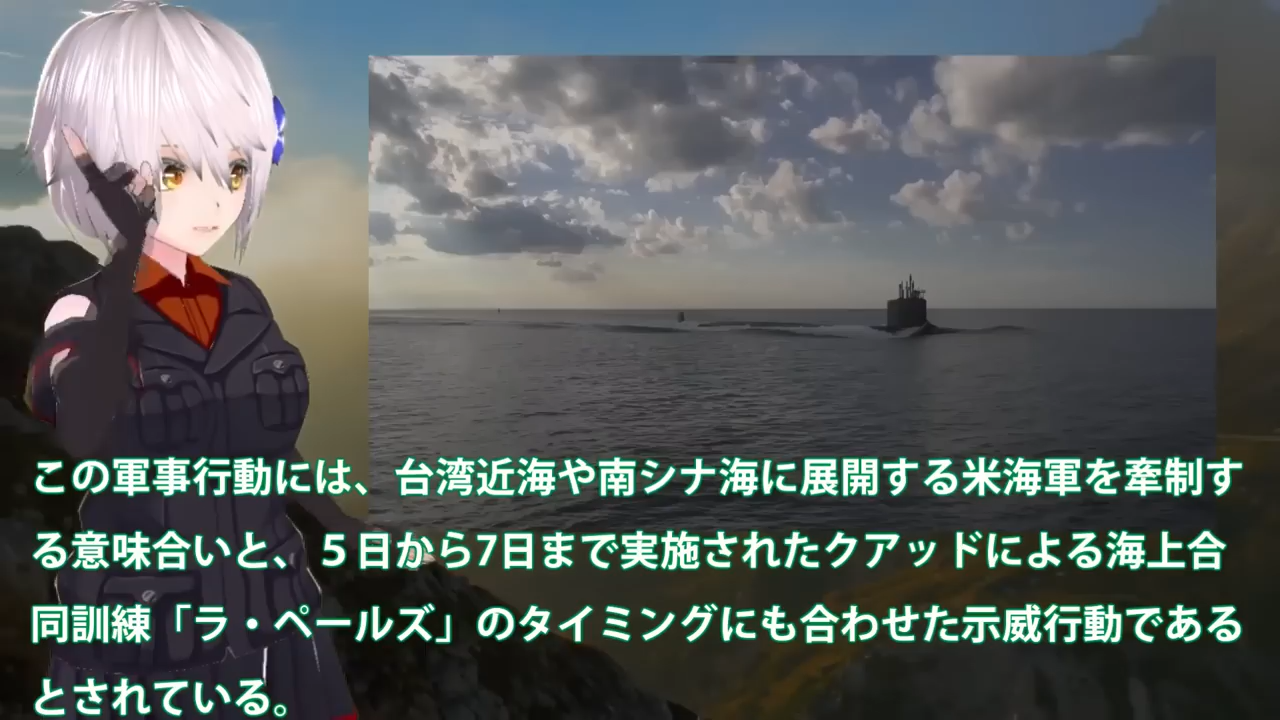 この軍事行動には、台湾近海や南シナ海に展開する米海軍を牽制す
る意味合いと、５日から7日まで実施されたクアッドによる海上合
同訓練「ラ・ペールズ」のタイミングにも合わせた示威行動である
とされている。